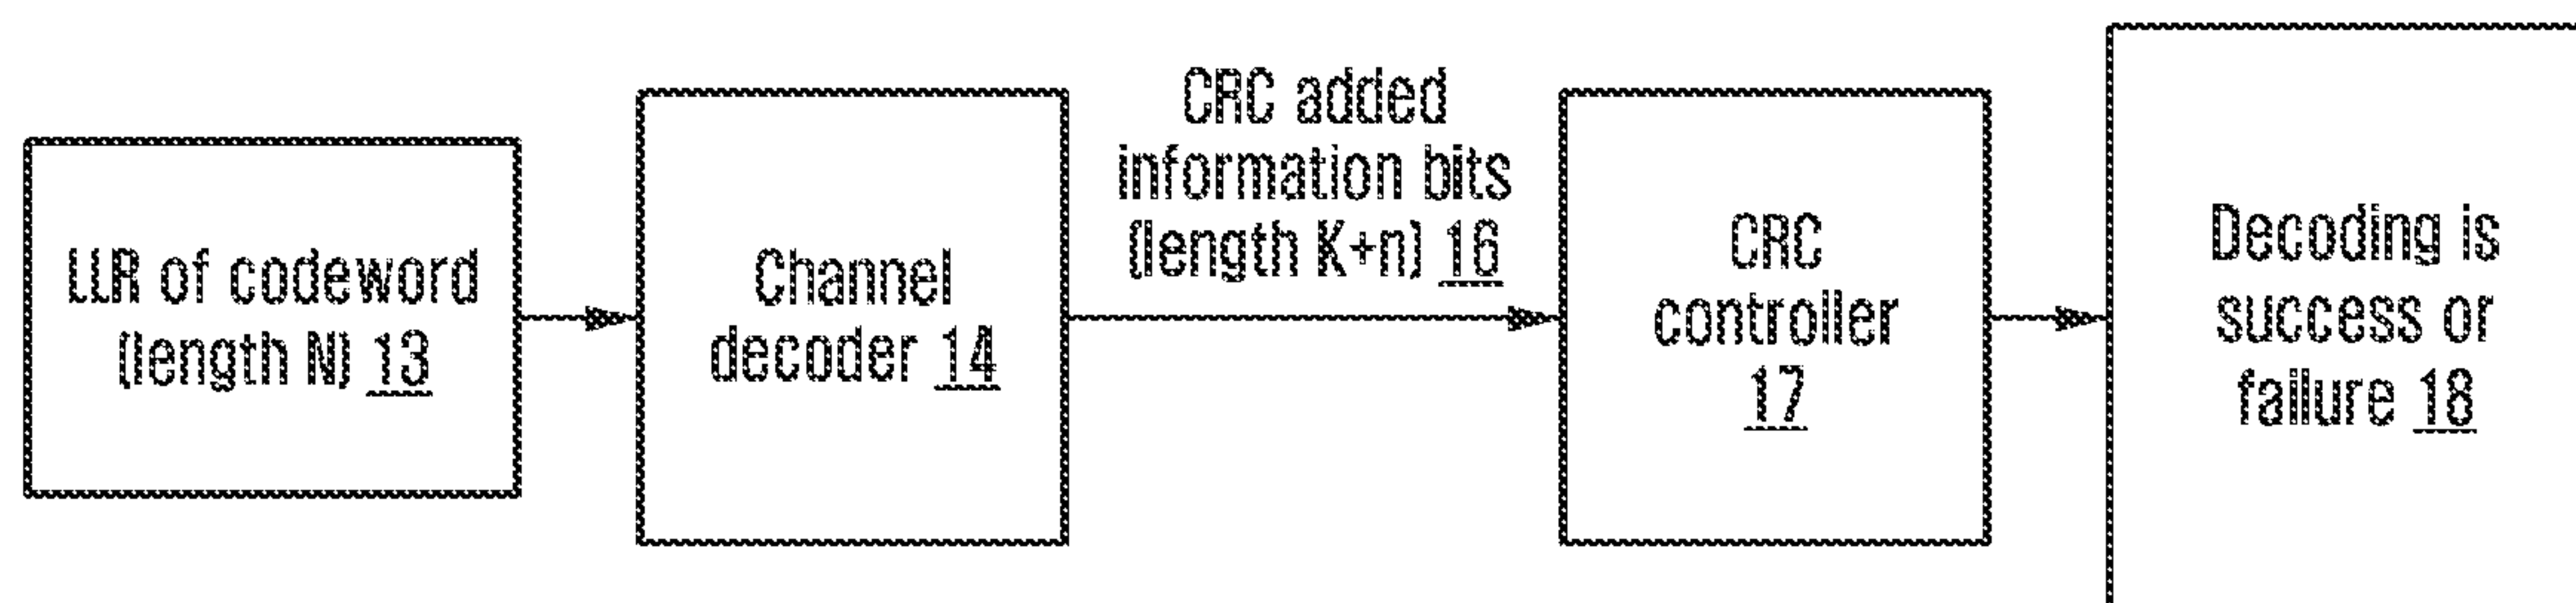 LLR of codeword
(length N) 13
Channel
decoder 14
CRC added
information bits
(length K+n) 16
CRC
controller
17
Decoding is
success or
failure 18